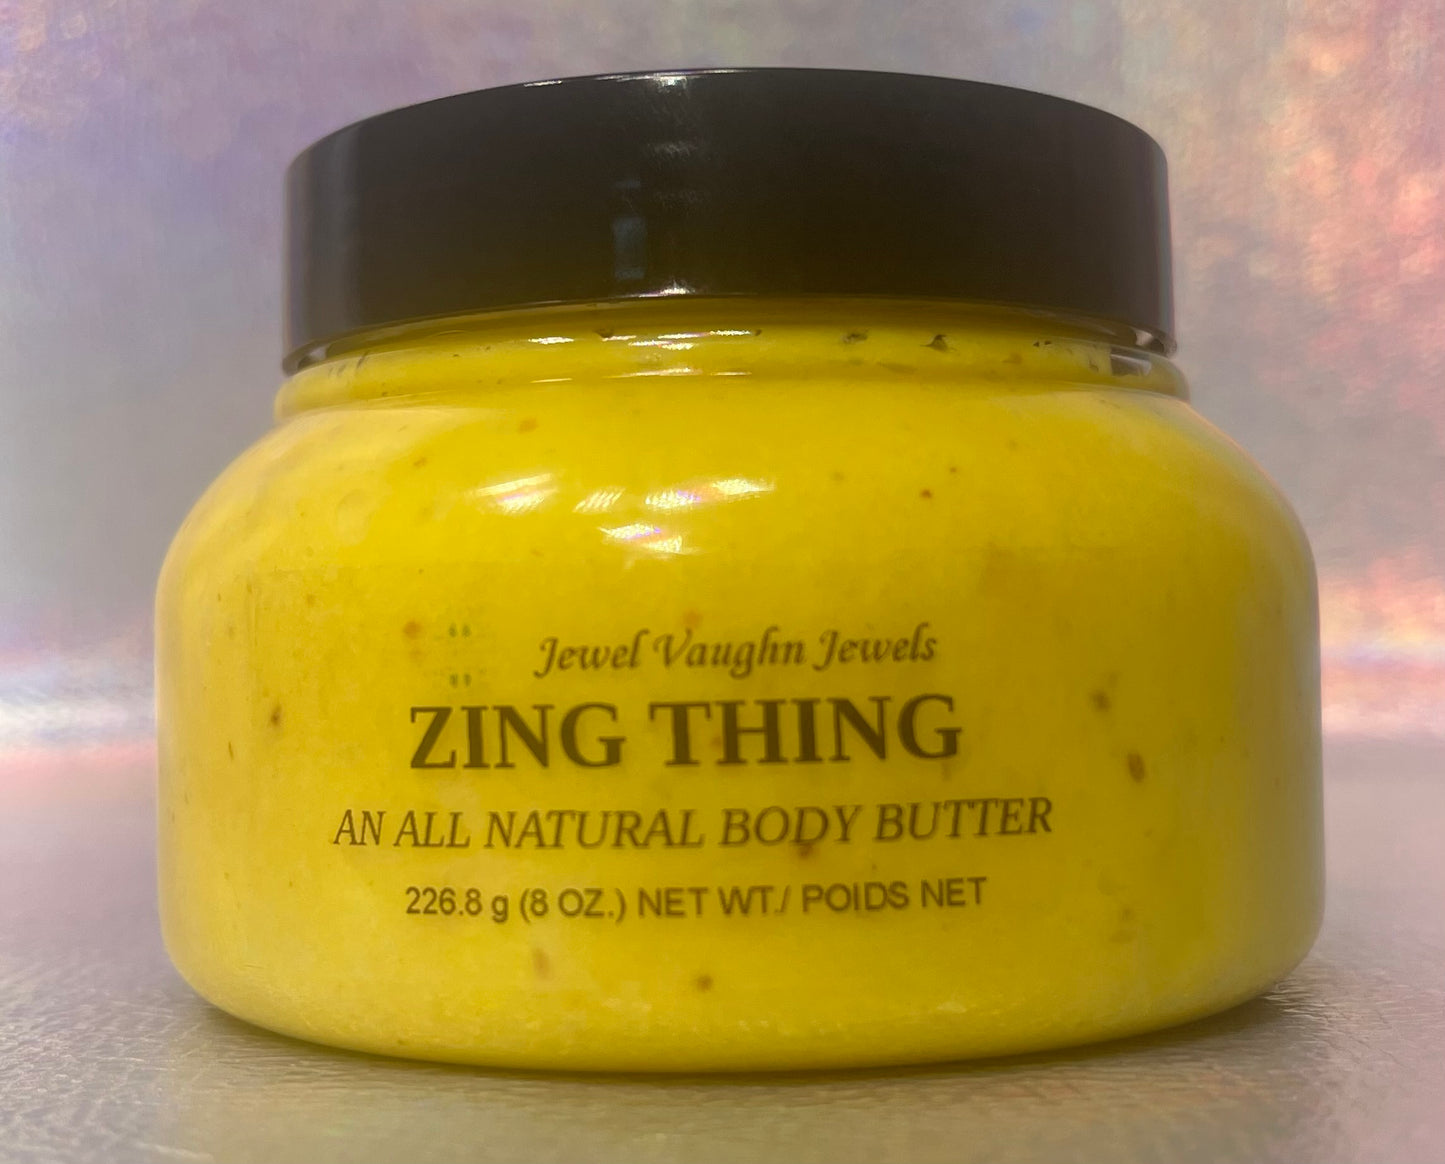 Jewel Vaughn Jewels
ZING THING
AN ALL NATURAL BODY BUTTER
226.8 g (8 OZ.) NET WT./ POIDS NET